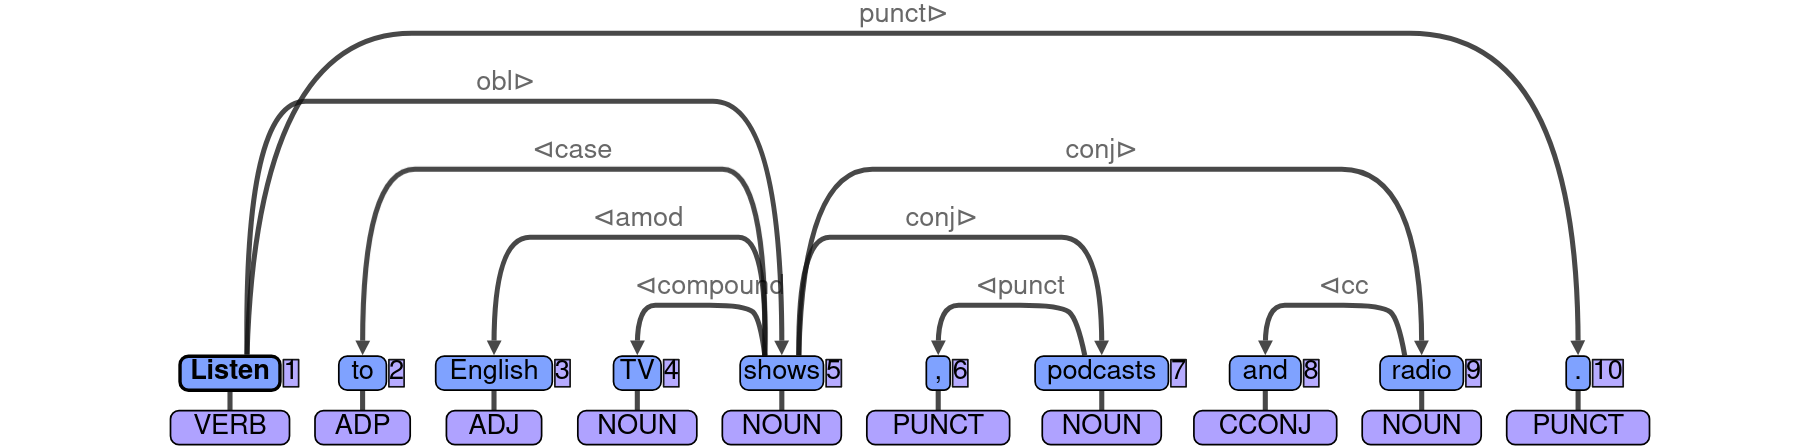 punct⊳
obl⊳
⊲case conj⊳
⊲amod conj⊳
⊲compound ⊲punct ⊲cc
Listen 1 to 2 English 3 TV 4 shows 5 , 6 podcasts 7 and 8 radio 9 . 10
VERB ADP ADJ NOUN NOUN PUNCT NOUN CCONJ NOUN PUNCT